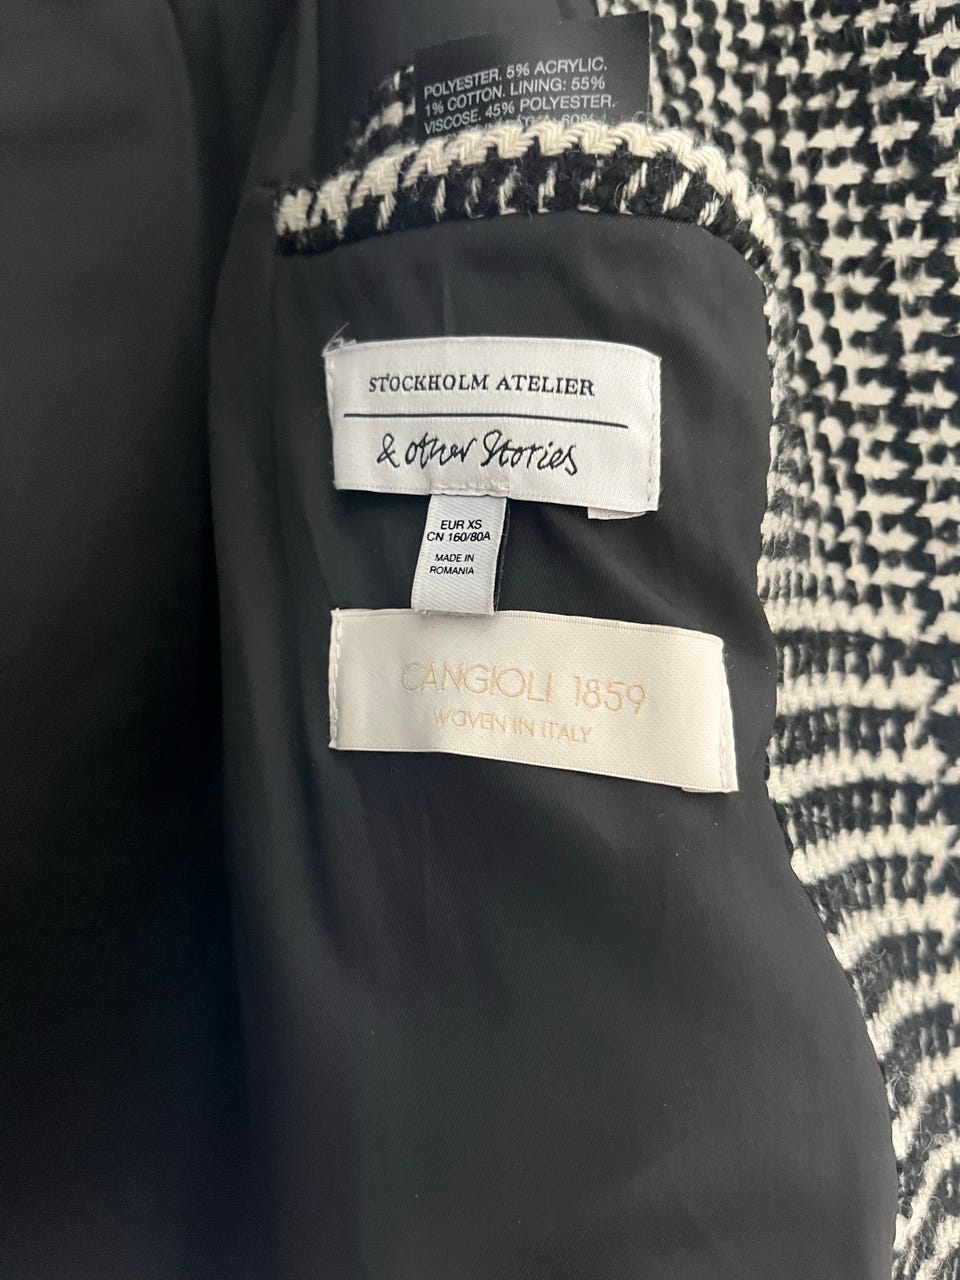 POLYESTER. 5% ACRYLIC.
1% COTTON. LINING: 55%
VISCOSE. 45% POLYESTER.
60%
STOCKHOLM ATELIER
& other Stories
EUR XS
CN 160/80A
MADE IN
ROMANIA
CANGIOLI 1859
WOVEN IN ITALY